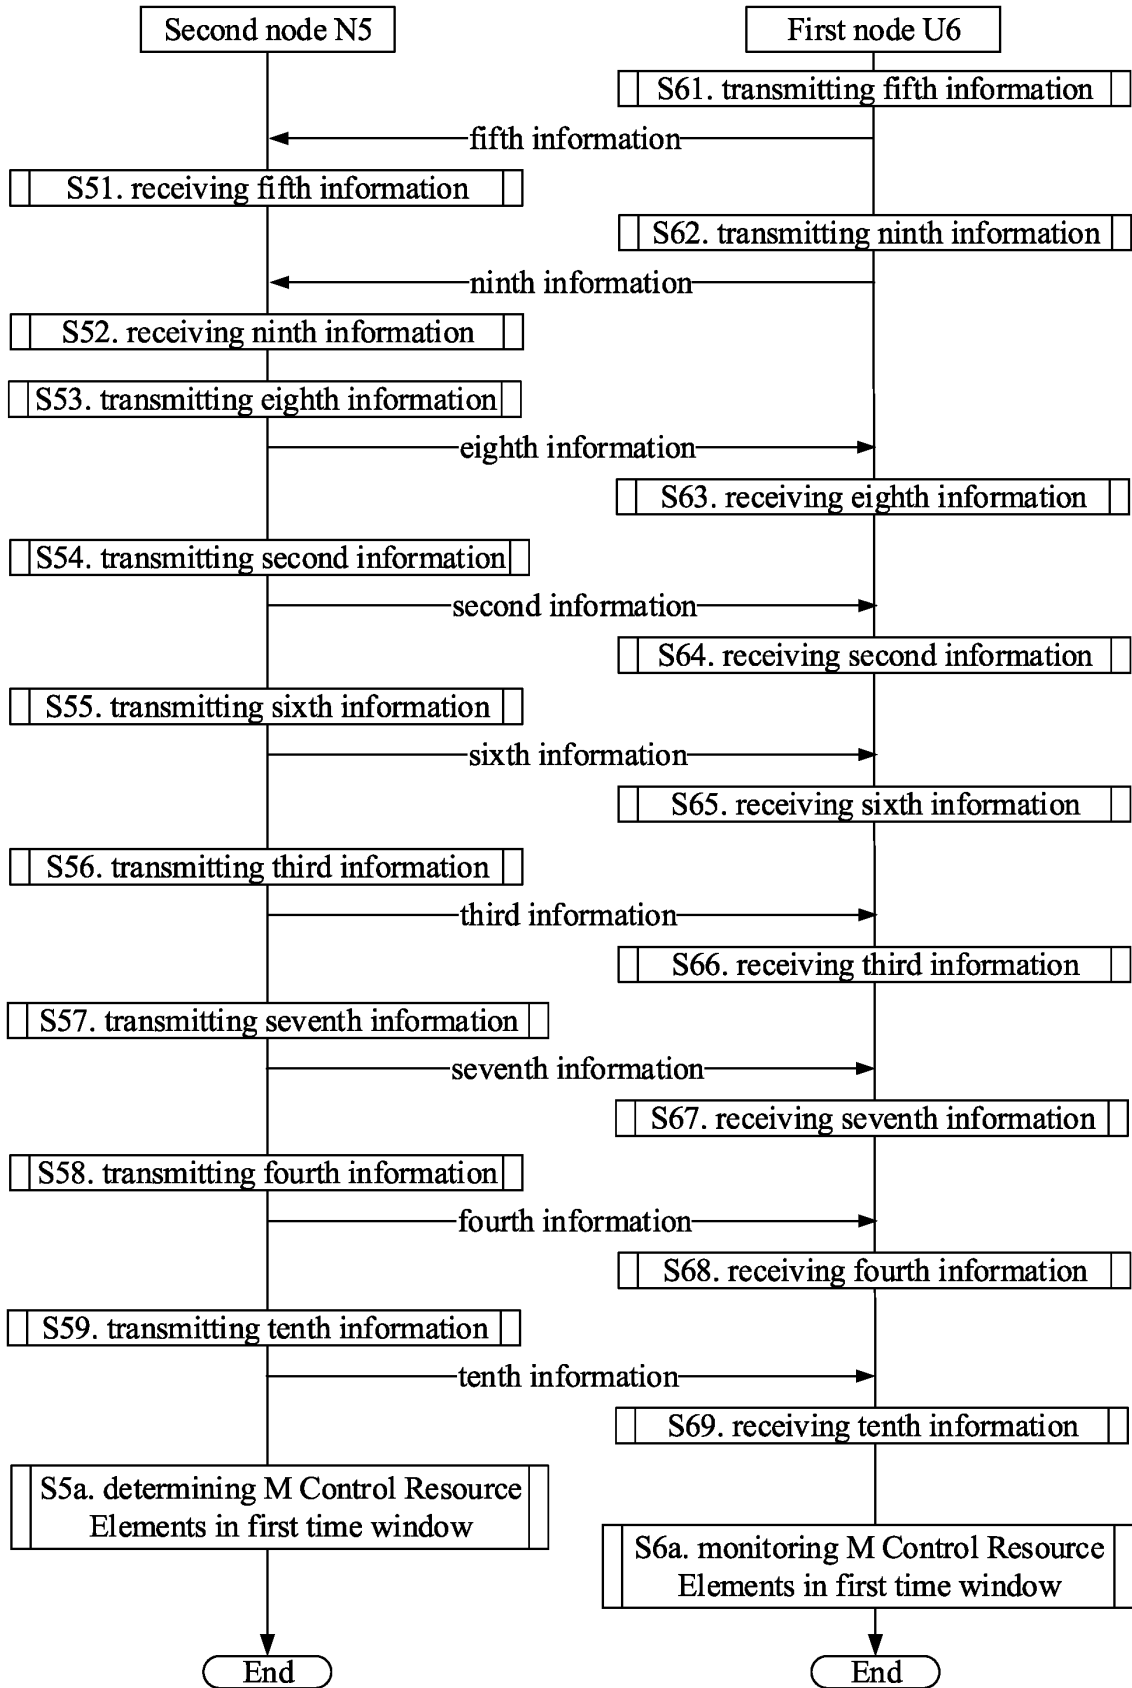 Second node N5
First node U6
S61. transmitting fifth information
fifth information
S51. receiving fifth information
S62. transmitting ninth information
ninth information
S52. receiving ninth information
S53. transmitting eighth information
eighth information
S63. receiving eighth information
S54. transmitting second information
second information
S64. receiving second information
S55. transmitting sixth information
sixth information
S65. receiving sixth information
S56. transmitting third information
third information
S66. receiving third information
S57. transmitting seventh information
seventh information
S67. receiving seventh information
S58. transmitting fourth information
fourth information
S68. receiving fourth information
S59. transmitting tenth information
tenth information
S69. receiving tenth information
S5a. determining M Control Resource
Elements in first time window
S6a. monitoring M Control Resource
Elements in first time window
End
End